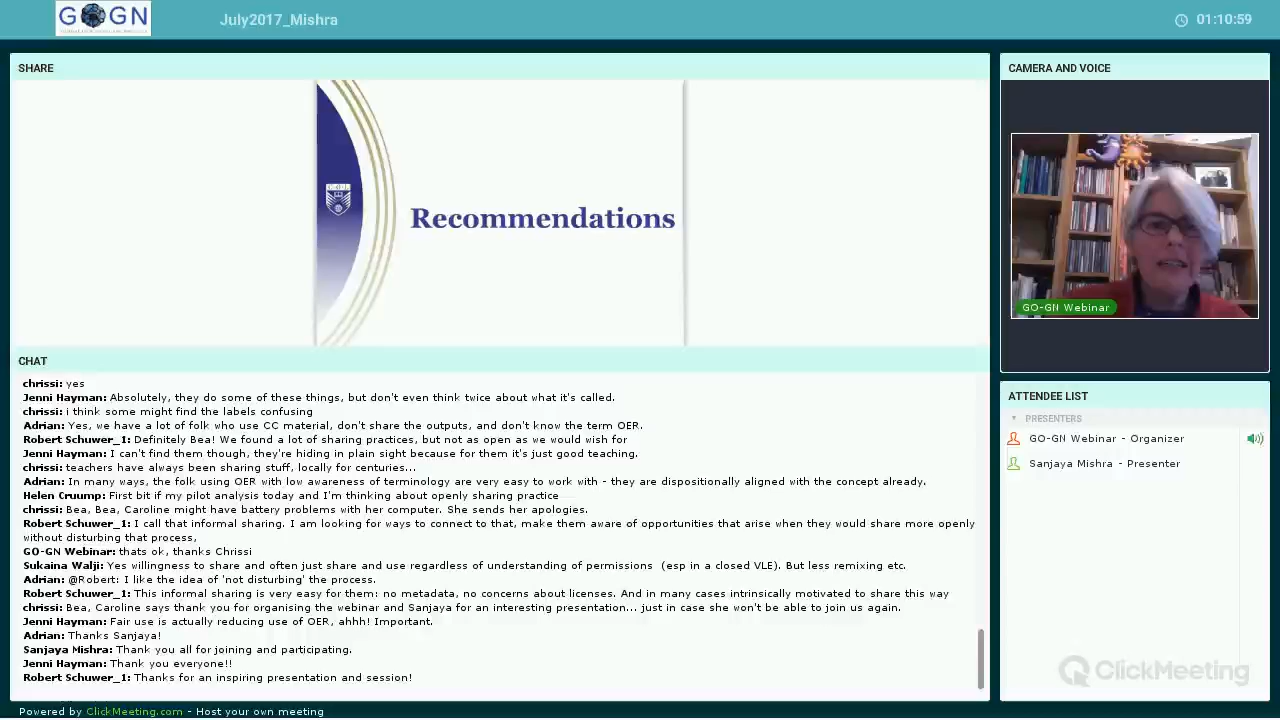 GOGN
July2017_Mishra
01:10:59
SHARE
CAMERA AND VOICE
C·O·L
Recommendations
GO-GN Webinar
CHAT
chrissi: yes
Jenni Hayman: Absolutely, they do some of these things, but don't even think twice about what it's called.
chrissi: i think some might find the labels confusing
Adrian: Yes, we have a lot of folk who use CC material, don't share the outputs, and don't know the term OER.
Robert Schuwer_1: Definitely Bea! We found a lot of sharing practices, but not as open as we would wish for
Jenni Hayman: I can't find them though, they're hiding in plain sight because for them it's just good teaching.
chrissi: teachers have always been sharing stuff, locally for centuries...
Adrian: In many ways, the folk using OER with low awareness of terminology are very easy to work with - they are dispositionally aligned with the concept already.
Helen Cruump: First bit if my pilot analysis today and I'm thinking about openly sharing practice
chrissi: Bea, Bea, Caroline might have battery problems with her computer. She sends her apologies.
Robert Schuwer_1: I call that informal sharing. I am looking for ways to connect to that, make them aware of opportunities that arise when they would share more openly
without disturbing that process,
GO-GN Webinar: thats ok, thanks Chrissi
Sukaina Walji: Yes willingness to share and often just share and use regardless of understanding of permissions (esp in a closed VLE). But less remixing etc.
Adrian: @Robert: I like the idea of 'not disturbing' the process.
Robert Schuwer_1: This informal sharing is very easy for them: no metadata, no concerns about licenses. And in many cases intrinsically motivated to share this way
chrissi: Bea, Caroline says thank you for organising the webinar and Sanjaya for an interesting presentation... just in case she won't be able to join us again.
Jenni Hayman: Fair use is actually reducing use of OER, ahhh! Important.
Adrian: Thanks Sanjaya!
Sanjaya Mishra: Thank you all for joining and participating.
Jenni Hayman: Thank you everyone!!
Robert Schuwer_1: Thanks for an inspiring presentation and session!
ATTENDEE LIST
PRESENTERS
GO-GN Webinar - Organizer
Sanjaya Mishra - Presenter
ClickMeeting
Powered by ClickMeeting.com - Host your own meeting